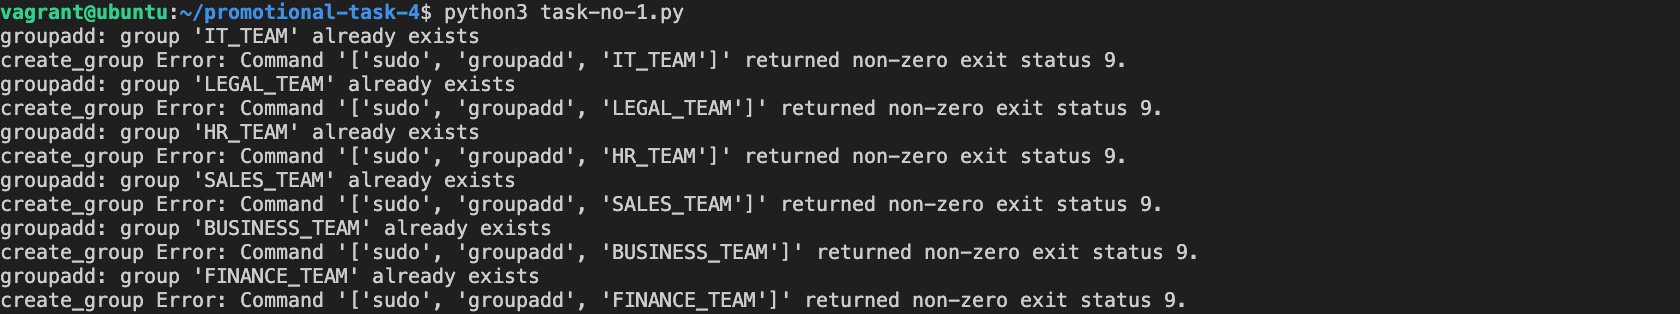 vagrant@ubuntu:~/promotional-task-4$ python3 task-no-1.py
groupadd: group 'IT_TEAM' already exists
create_group Error: Command '['sudo', 'groupadd', 'IT_TEAM']' returned non-zero exit status 9.
groupadd: group 'LEGAL_TEAM' already exists
create_group Error: Command '['sudo', 'groupadd', 'LEGAL_TEAM']' returned non-zero exit status 9.
groupadd: group 'HR_TEAM' already exists
create_group Error: Command '['sudo', 'groupadd', 'HR_TEAM']' returned non-zero exit status 9.
groupadd: group 'SALES_TEAM' already exists
create_group Error: Command '['sudo', 'groupadd', 'SALES_TEAM']' returned non-zero exit status 9.
groupadd: group 'BUSINESS_TEAM' already exists
create_group Error: Command '['sudo', 'groupadd', 'BUSINESS_TEAM']' returned non-zero exit status 9.
groupadd: group 'FINANCE_TEAM' already exists
create_group Error: Command '['sudo', 'groupadd', 'FINANCE_TEAM']' returned non-zero exit status 9.